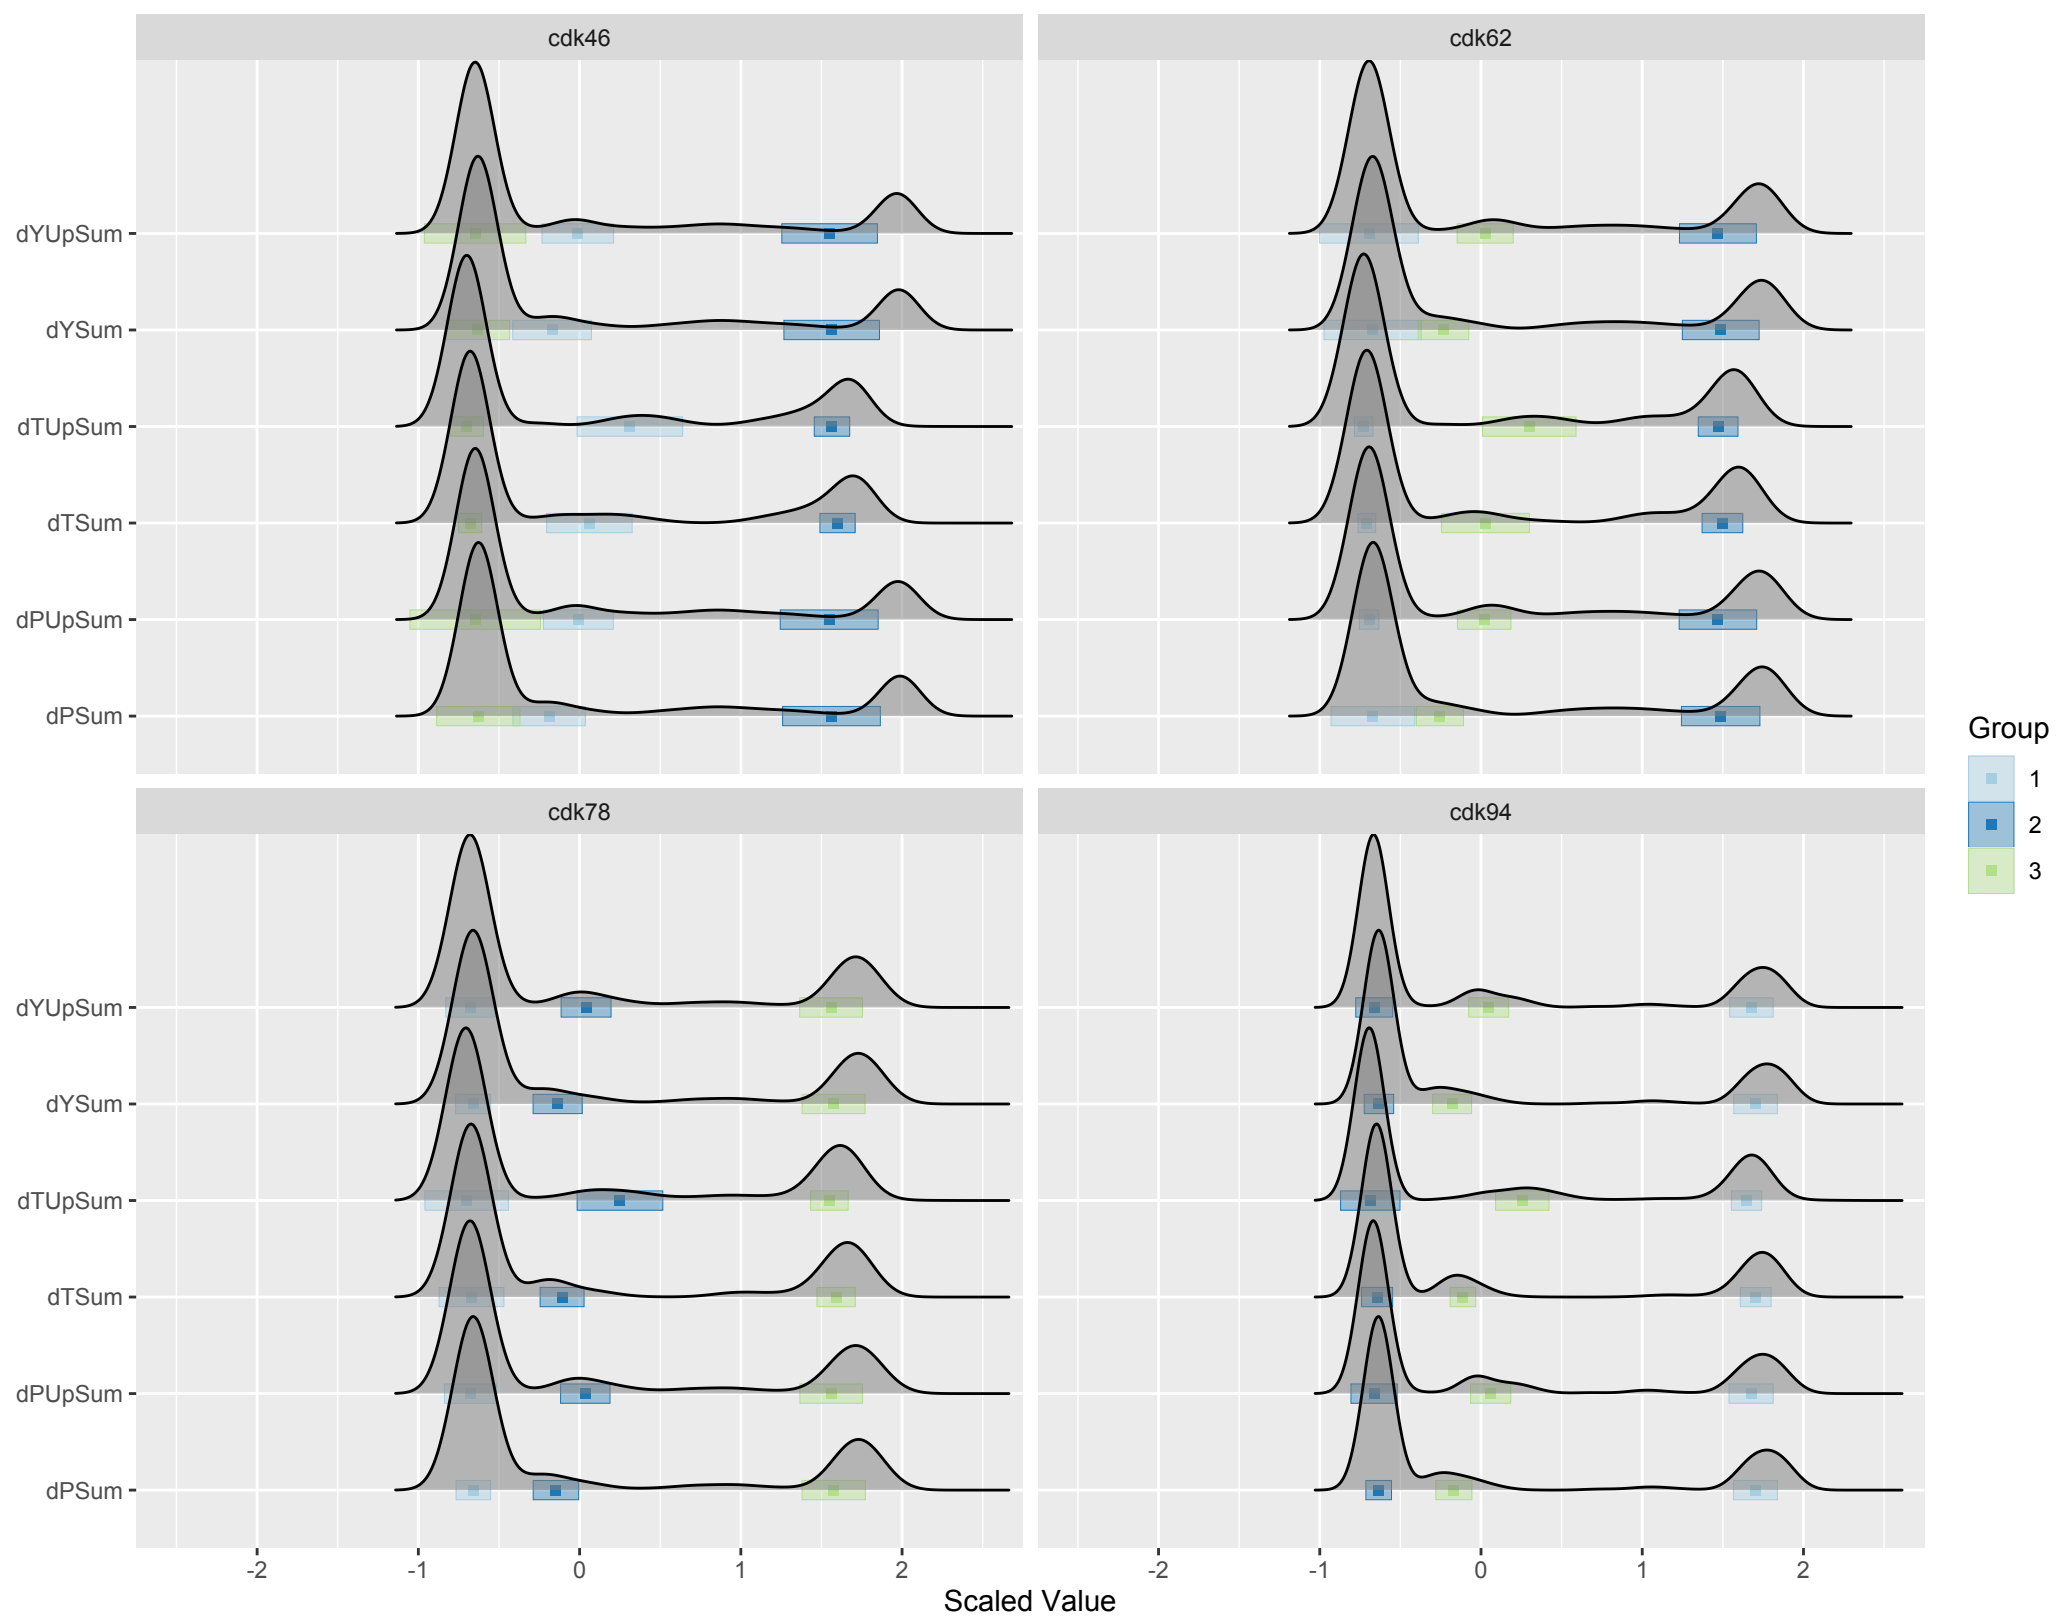 cdk46
cdk62
dYUpSum
dYSum
dTUpSum
dTSum
dPUpSum
dPSum
Group
1
2
3
cdk78
cdk94
dYUpSum
dYSum
dTUpSum
dTSum
dPUpSum
dPSum
-2 -1 0 1 2
-2 -1 0 1 2
Scaled Value